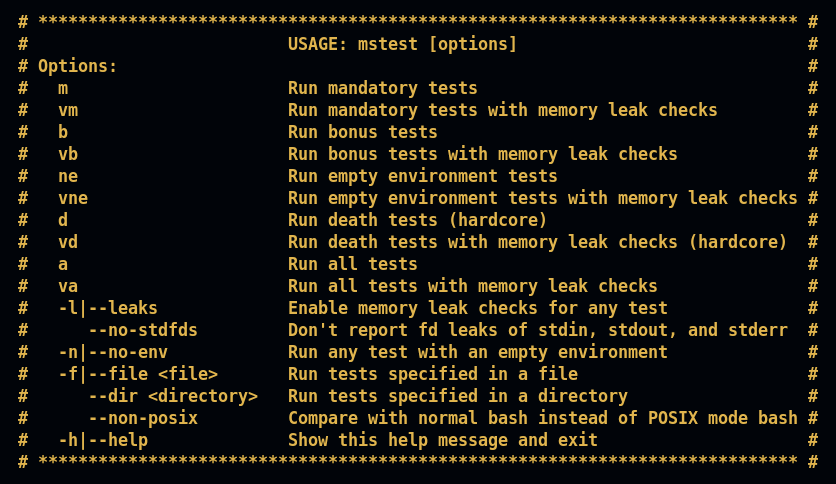 # **************************************************************************** #
#                          USAGE: mstest [options]                             #
# Options:                                                                     #
#   m                      Run mandatory tests                                 #
#   vm                     Run mandatory tests with memory leak checks         #
#   b                      Run bonus tests                                     #
#   vb                     Run bonus tests with memory leak checks             #
#   ne                     Run empty environment tests                         #
#   vne                    Run empty environment tests with memory leak checks #
#   d                      Run death tests (hardcore)                          #
#   vd                     Run death tests with memory leak checks (hardcore)  #
#   a                      Run all tests                                       #
#   va                     Run all tests with memory leak checks               #
#   -l|--leaks             Enable memory leak checks for any test              #
#      --no-stdfds         Don't report fd leaks of stdin, stdout, and stderr  #
#   -n|--no-env            Run any test with an empty environment              #
#   -f|--file <file>       Run tests specified in a file                       #
#      --dir <directory>   Run tests specified in a directory                  #
#      --non-posix         Compare with normal bash instead of POSIX mode bash #
#   -h|--help              Show this help message and exit                     #
# **************************************************************************** #